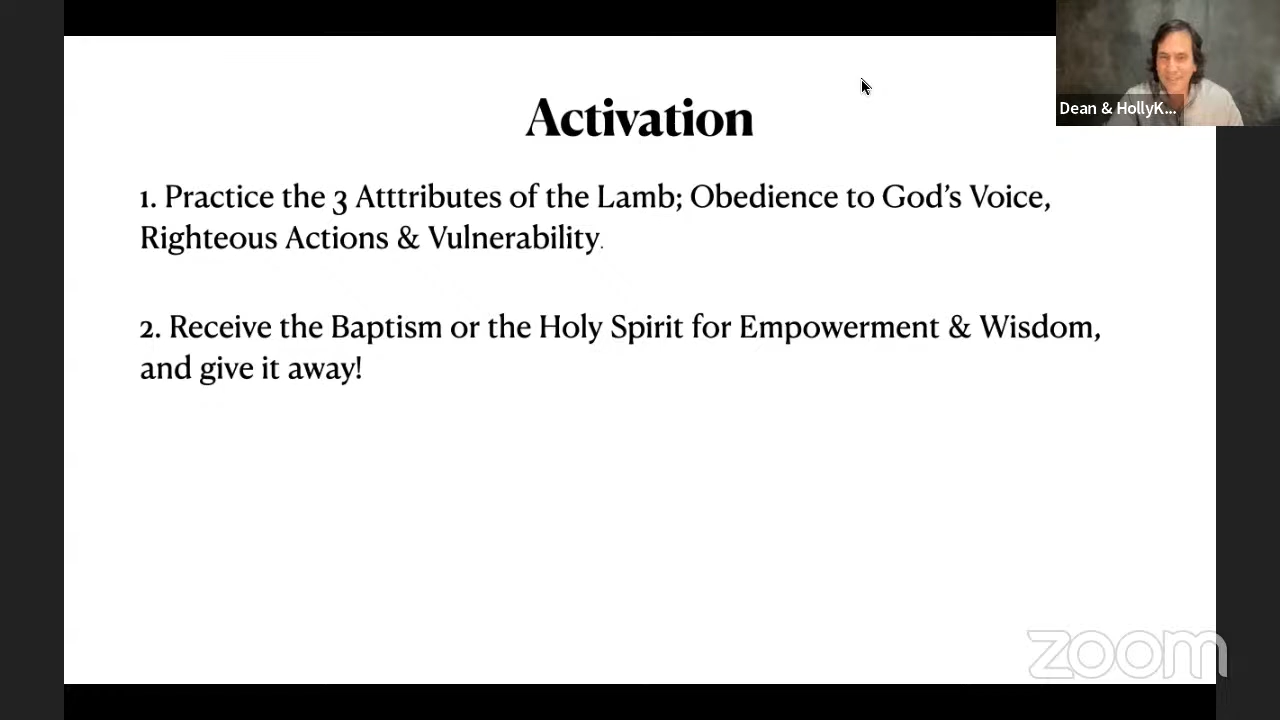 Activation
Dean & HollyK...
1. Practice the 3 Atttributes of the Lamb; Obedience to God’s Voice,
Righteous Actions & Vulnerability.
2. Receive the Baptism or the Holy Spirit for Empowerment & Wisdom,
and give it away!
zoom